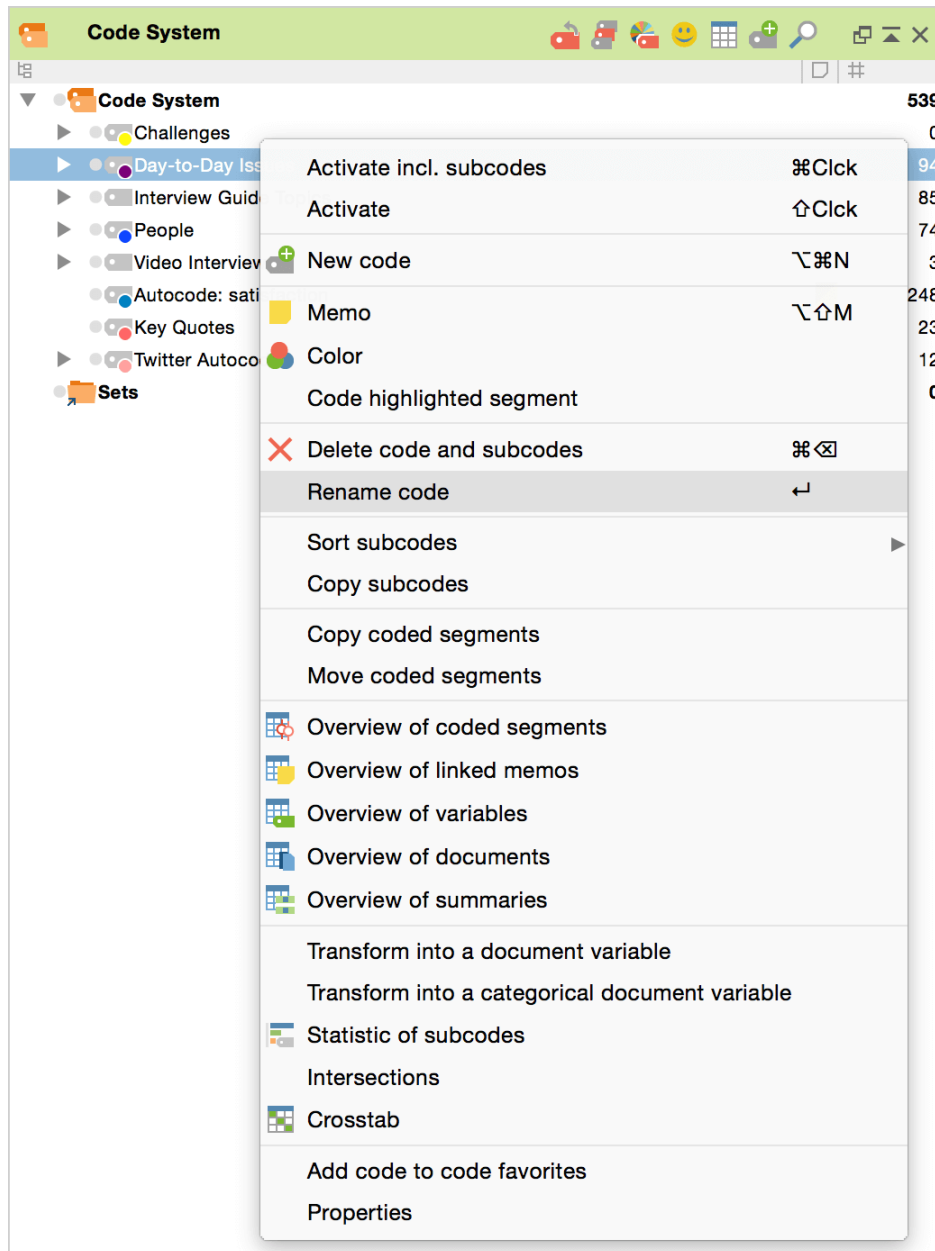 Code System
Code System 539
Challenges 0
Day-to-Day Iss 94
Interview Guid 85
People 74
Video Interview 3
Autocode: sati 248
Key Quotes 23
Twitter Autoco 12
Sets 0
Activate incl. subcodes ⌘Clck
Activate ⇧Clck
New code ⌥⌘N
Memo ⌥⇧M
Color
Code highlighted segment
Delete code and subcodes ⌘⌫
Rename code ↵
Sort subcodes ▶
Copy subcodes
Copy coded segments
Move coded segments
Overview of coded segments
Overview of linked memos
Overview of variables
Overview of documents
Overview of summaries
Transform into a document variable
Transform into a categorical document variable
Statistic of subcodes
Intersections
Crosstab
Add code to code favorites
Properties